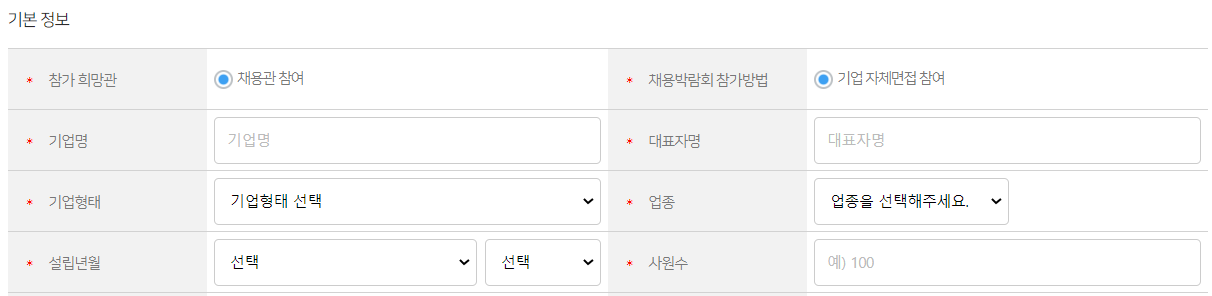 기본 정보
* 참가 희망관 채용관 참여 * 채용박람회 참가방법 기업 자체면접 참여
* 기업명 기업명 * 대표자명 대표자명
* 기업형태 기업형태 선택 * 업종 업종을 선택해주세요.
* 설립년월 선택 선택 * 사원수 예) 100